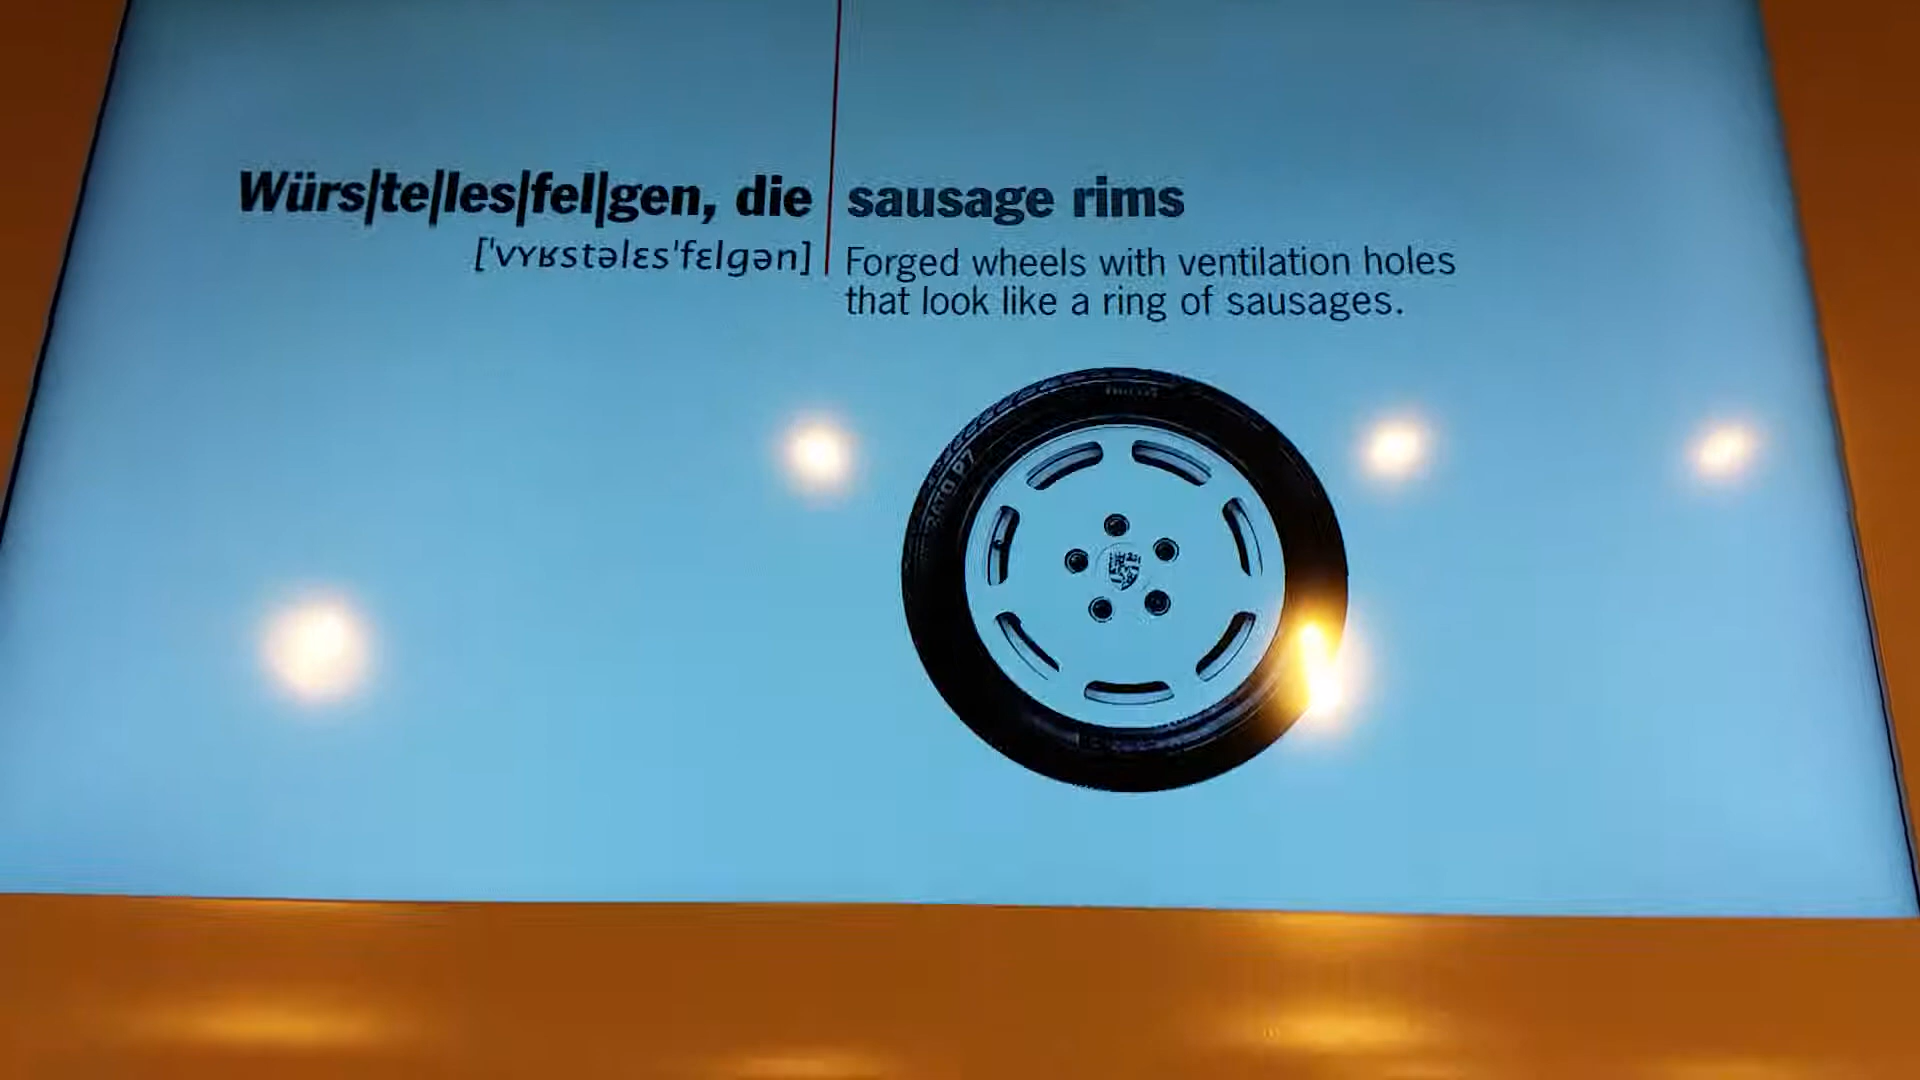 Würs|te|les|fel|gen, die
['vʏʁstəlɛs'fɛlgən]
sausage rims
Forged wheels with ventilation holes
that look like a ring of sausages.
P7